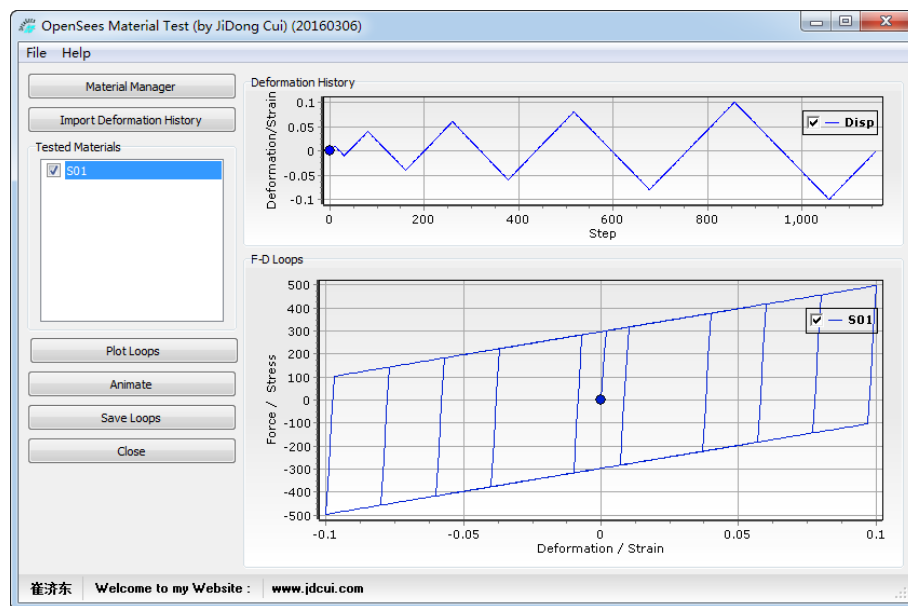 OpenSees Material Test (by JiDong Cui) (20160306)
File Help
Material Manager
Import Deformation History
Tested Materials
S01
Plot Loops
Animate
Save Loops
Close
Deformation History
Deformation/Strain
0.1
0.05
0
-0.05
-0.1
Disp
0 200 400 600 800 1,000
Step
F-D Loops
Force / Stress
500
400
300
200
100
0
-100
-200
-300
-400
-500
S01
-0.1 -0.05 0 0.05 0.1
Deformation / Strain
崔济东 Welcome to my Website : www.jdcui.com